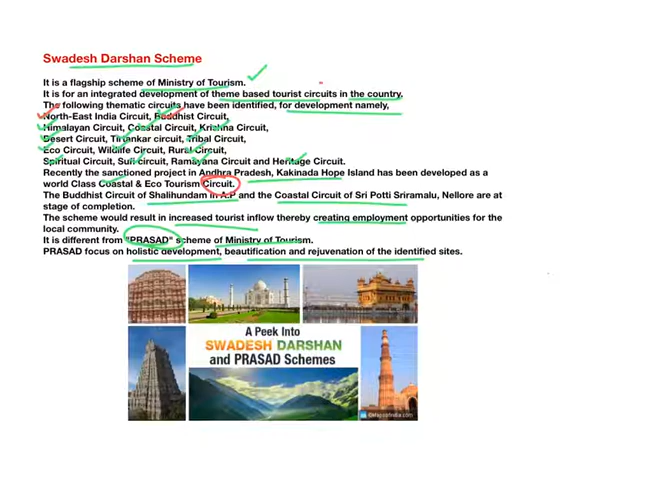 Swadesh Darshan Scheme
It is a flagship scheme of Ministry of Tourism.
It is for an integrated development of theme based tourist circuits in the country.
The following thematic circuits have been identified, for development namely,
North-East India Circuit, Buddhist Circuit,
Himalayan Circuit, Coastal Circuit, Krishna Circuit,
Desert Circuit, Tirthankar circuit, Tribal Circuit,
Eco Circuit, Wildlife Circuit, Rural Circuit,
Spiritual Circuit, Sufi circuit, Ramayana Circuit and Heritage Circuit.
Recently the sanctioned project in Andhra Pradesh, Kakinada Hope Island has been developed as a
world Class Coastal & Eco Tourism Circuit.
The Buddhist Circuit of Shalihundam in A.P and the Coastal Circuit of Sri Potti Sriramalu, Nellore are at
stage of completion.
The scheme would result in increased tourist inflow thereby creating employment opportunities for the
local community.
It is different from "PRASAD" scheme of Ministry of Tourism.
PRASAD focus on holistic development, beautification and rejuvenation of the identified sites.
A Peek Into
SWADESH DARSHAN
and PRASAD Schemes